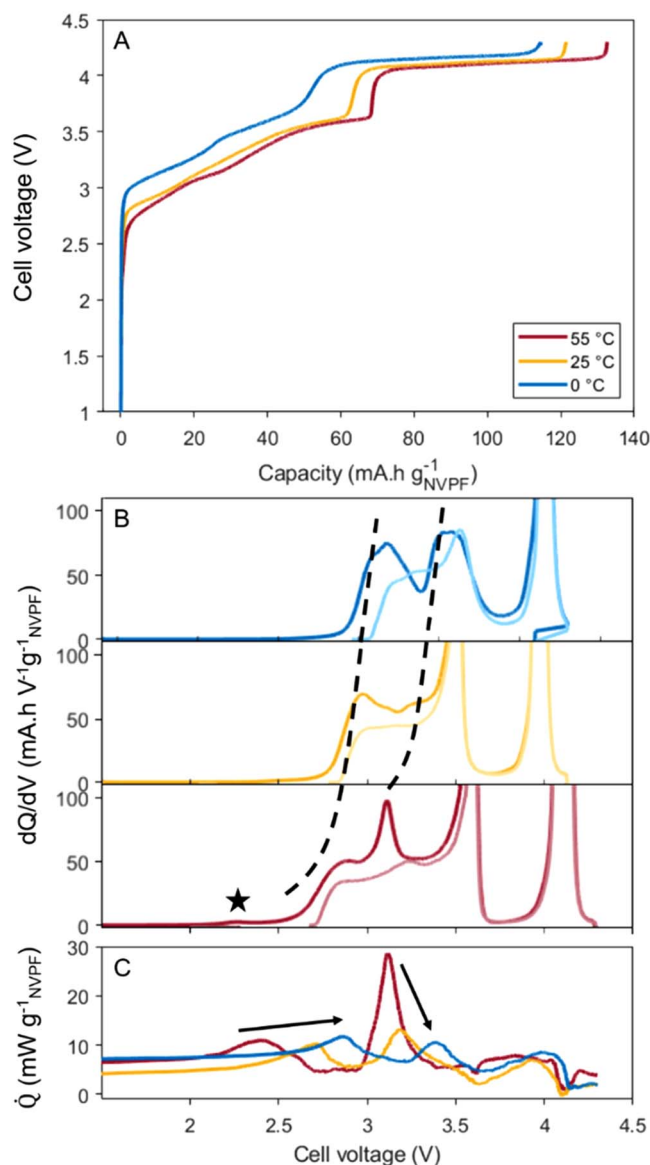 A
4.5
4
3.5
3
2.5
2
1.5
1
Cell voltage (V)
55 °C
25 °C
0 °C
0 20 40 60 80 100 120 140
Capacity (mA.h g⁻¹NVPF)
B
100
50
0
100
50
0
100
50
0
dQ/dV (mA.h V⁻¹g⁻¹NVPF)
★
C
30
20
10
0
Q̇ (mW g⁻¹NVPF)
2 2.5 3 3.5 4 4.5
Cell voltage (V)